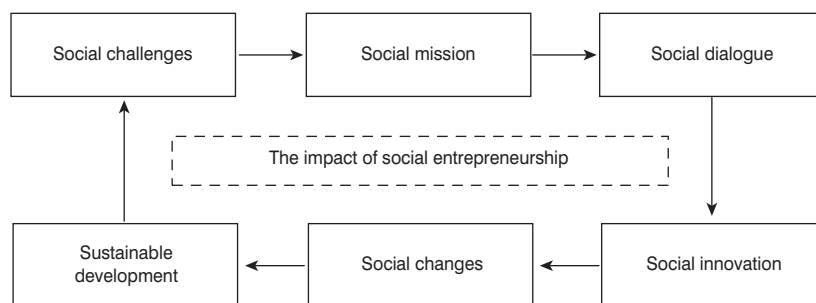 Social challenges
Social mission
Social dialogue
The impact of social entrepreneurship
Sustainable
development
Social changes
Social innovation